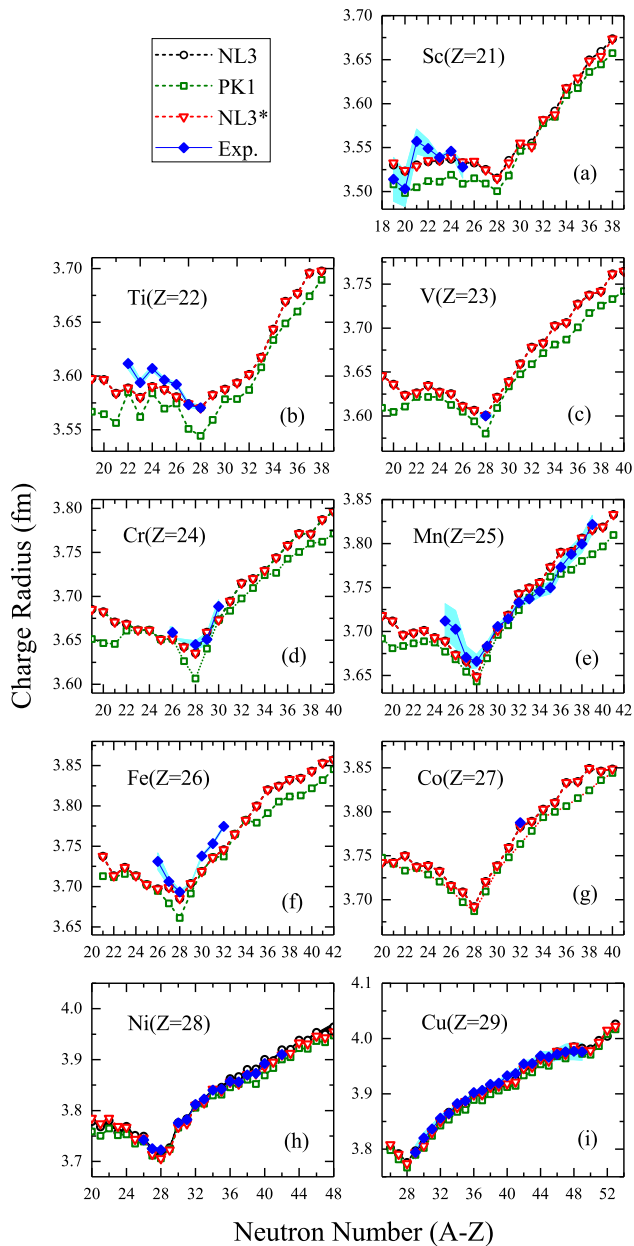 NL3
PK1
NL3*
Exp.
3.70
3.65
3.60
3.55
3.50
Sc(Z=21)
(a)
18 20 22 24 26 28 30 32 34 36 38
3.70
3.65
3.60
3.55
Ti(Z=22)
(b)
20 22 24 26 28 30 32 34 36 38
3.75
3.70
3.65
3.60
V(Z=23)
(c)
20 22 24 26 28 30 32 34 36 38 40
3.80
3.75
3.70
3.65
3.60
Cr(Z=24)
(d)
20 22 24 26 28 30 32 34 36 38 40
3.85
3.80
3.75
3.70
3.65
Mn(Z=25)
(e)
20 22 24 26 28 30 32 34 36 38 40 42
3.85
3.80
3.75
3.70
3.65
Fe(Z=26)
(f)
20 22 24 26 28 30 32 34 36 38 40 42
3.85
3.80
3.75
3.70
Co(Z=27)
(g)
20 22 24 26 28 30 32 34 36 38 40 42
4.0
3.9
3.8
3.7
Ni(Z=28)
(h)
20 24 28 32 36 40 44 48
4.1
4.0
3.9
3.8
Cu(Z=29)
(i)
28 32 36 40 44 48 52
Charge Radius (fm)
Neutron Number (A-Z)